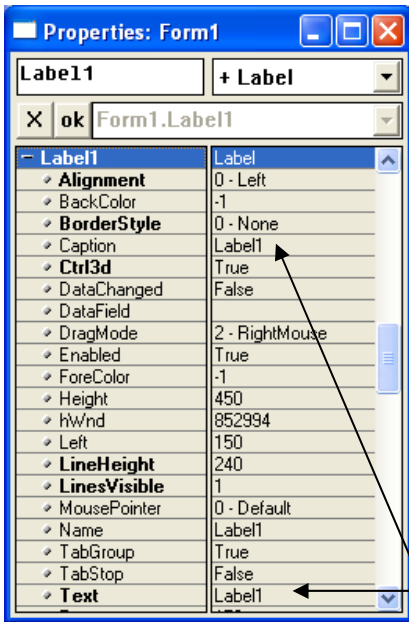 Properties: Form1
Label1 + Label
X ok Form1.Label1
Label1 Label
Alignment 0 - Left
BackColor -1
BorderStyle 0 - None
Caption Label1
Ctrl3d True
DataChanged False
DataField
DragMode 2 - RightMouse
Enabled True
ForeColor -1
Height 450
hWnd 852994
Left 150
LineHeight 240
LinesVisible 1
MousePointer 0 - Default
Name Label1
TabGroup True
TabStop False
Text Label1